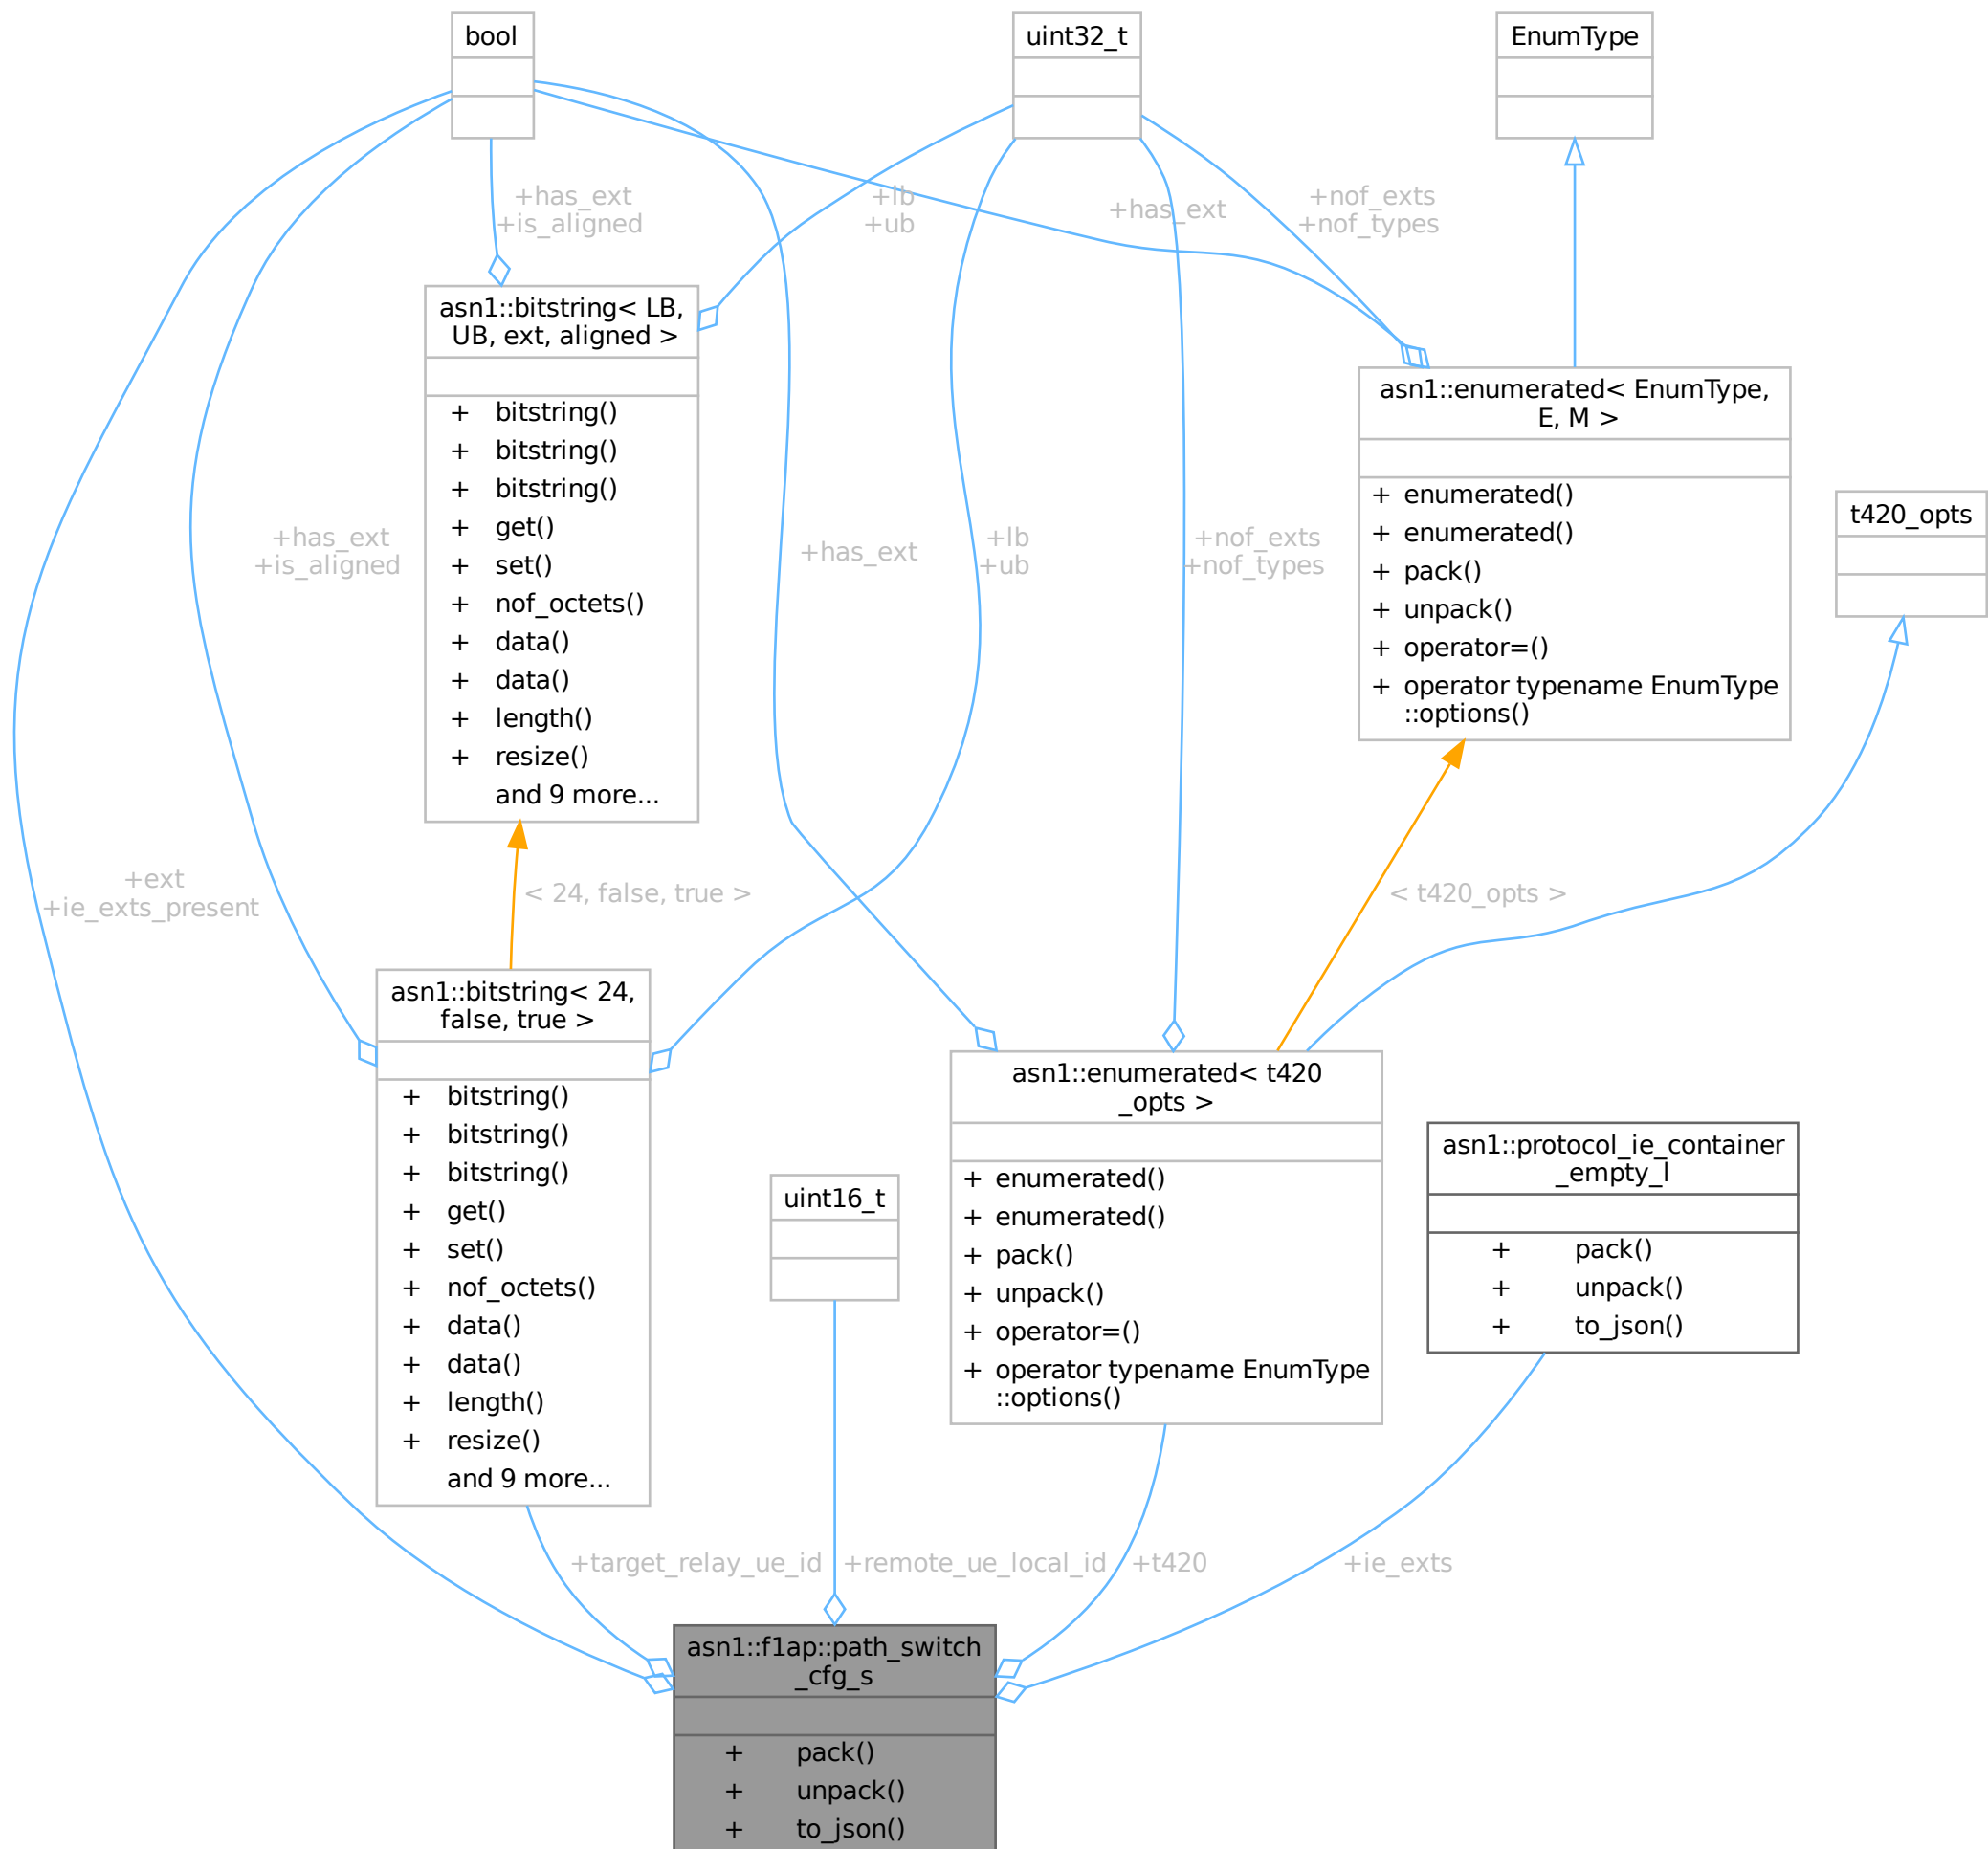 bool
uint32_t
EnumType
+has_ext
+is_aligned
+lb
+ub
+has_ext
+nof_exts
+nof_types
asn1::bitstring< LB,
UB, ext, aligned >
+ bitstring()
+ bitstring()
+ bitstring()
+ get()
+ set()
+ nof_octets()
+ data()
+ data()
+ length()
+ resize()
and 9 more...
asn1::enumerated< EnumType,
E, M >
+ enumerated()
+ enumerated()
+ pack()
+ unpack()
+ operator=()
+ operator typename EnumType
::options()
t420_opts
+has_ext
+is_aligned
+has_ext
+lb
+ub
+nof_exts
+nof_types
+ext
+ie_exts_present
< 24, false, true >
< t420_opts >
asn1::bitstring< 24,
false, true >
+ bitstring()
+ bitstring()
+ bitstring()
+ get()
+ set()
+ nof_octets()
+ data()
+ data()
+ length()
+ resize()
and 9 more...
uint16_t
asn1::enumerated< t420
_opts >
+ enumerated()
+ enumerated()
+ pack()
+ unpack()
+ operator=()
+ operator typename EnumType
::options()
asn1::protocol_ie_container
_empty_l
+ pack()
+ unpack()
+ to_json()
+target_relay_ue_id
+remote_ue_local_id
+t420
+ie_exts
asn1::f1ap::path_switch
_cfg_s
+ pack()
+ unpack()
+ to_json()